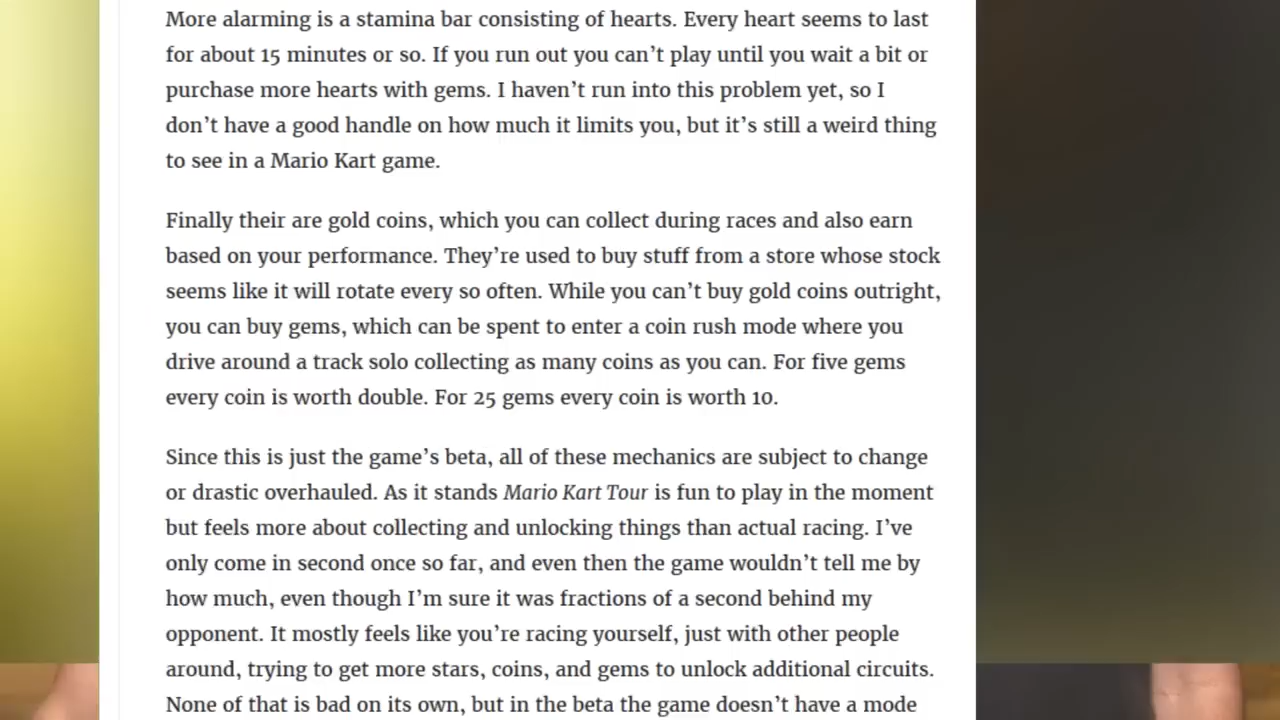 More alarming is a stamina bar consisting of hearts. Every heart seems to last
for about 15 minutes or so. If you run out you can’t play until you wait a bit or
purchase more hearts with gems. I haven’t run into this problem yet, so I
don’t have a good handle on how much it limits you, but it’s still a weird thing
to see in a Mario Kart game.
Finally their are gold coins, which you can collect during races and also earn
based on your performance. They’re used to buy stuff from a store whose stock
seems like it will rotate every so often. While you can’t buy gold coins outright,
you can buy gems, which can be spent to enter a coin rush mode where you
drive around a track solo collecting as many coins as you can. For five gems
every coin is worth double. For 25 gems every coin is worth 10.
Since this is just the game’s beta, all of these mechanics are subject to change
or drastic overhauled. As it stands Mario Kart Tour is fun to play in the moment
but feels more about collecting and unlocking things than actual racing. I’ve
only come in second once so far, and even then the game wouldn’t tell me by
how much, even though I’m sure it was fractions of a second behind my
opponent. It mostly feels like you’re racing yourself, just with other people
around, trying to get more stars, coins, and gems to unlock additional circuits.
None of that is bad on its own, but in the beta the game doesn’t have a mode